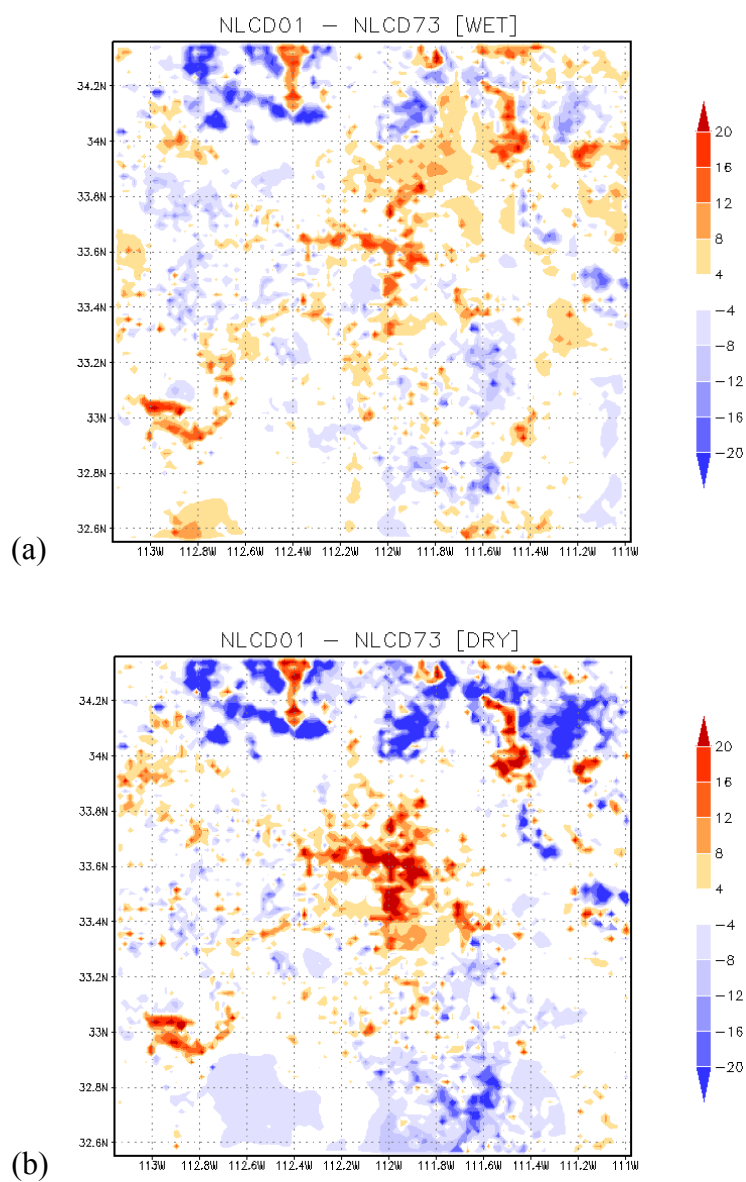 NLCD01 – NLCD73 [WET]
34.2N
34N
33.8N
33.6N
33.4N
33.2N
33N
32.8N
32.6N
113W 112.8W 112.6W 112.4W 112.2W 112W 111.8W 111.6W 111.4W 111.2W 111W
20
16
12
8
4
−4
−8
−12
−16
−20
(a)
NLCD01 – NLCD73 [DRY]
34.2N
34N
33.8N
33.6N
33.4N
33.2N
33N
32.8N
32.6N
113W 112.8W 112.6W 112.4W 112.2W 112W 111.8W 111.6W 111.4W 111.2W 111W
20
16
12
8
4
−4
−8
−12
−16
−20
(b)